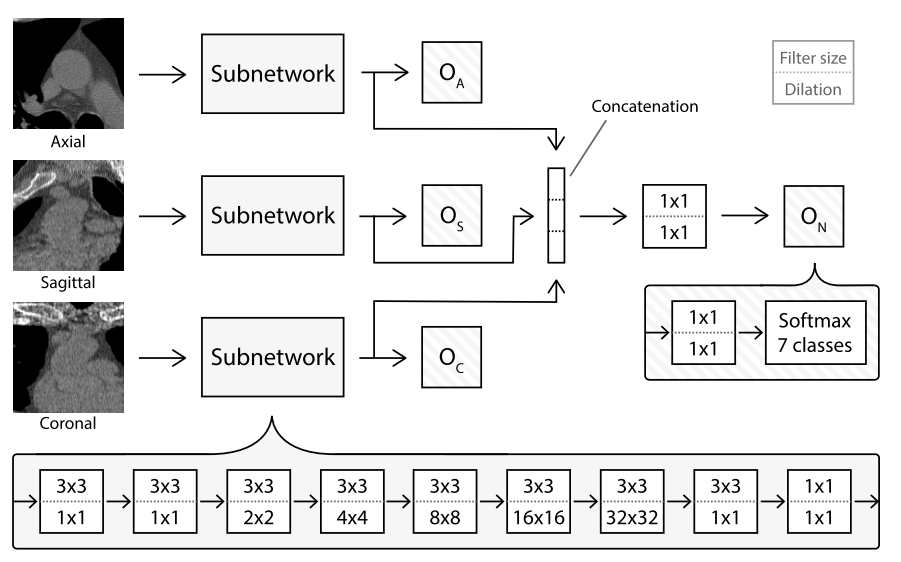 Axial
Subnetwork
O_A
Filter size
Dilation
Concatenation
Sagittal
Subnetwork
O_S
1x1
1x1
O_N
Coronal
Subnetwork
O_C
1x1
1x1
Softmax
7 classes
3x3
1x1
3x3
1x1
3x3
2x2
3x3
4x4
3x3
8x8
3x3
16x16
3x3
32x32
3x3
1x1
1x1
1x1